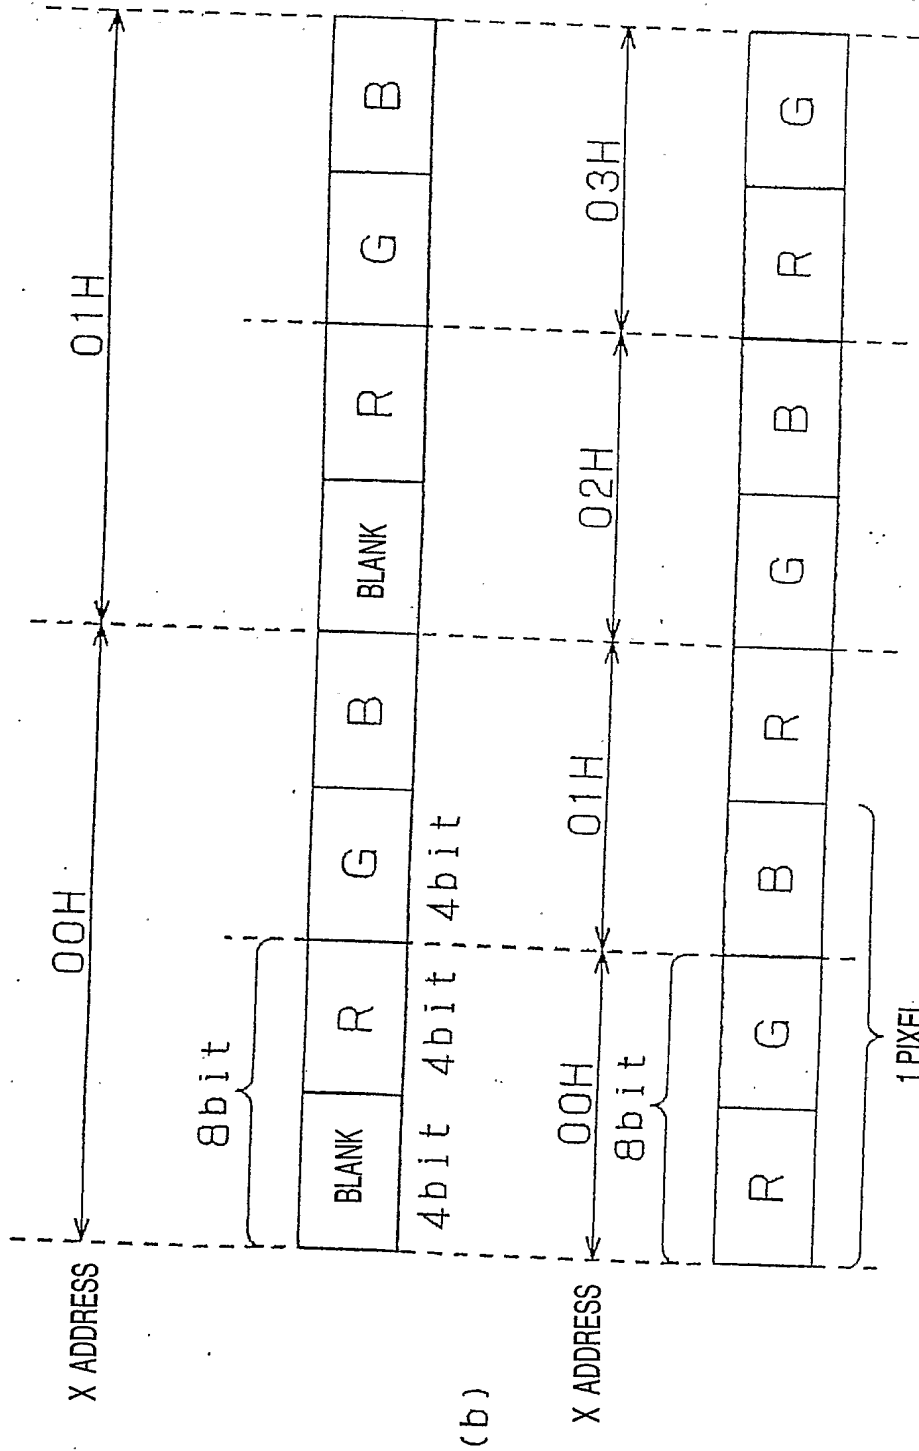 X ADDRESS 00H 01H
8bit
BLANK R G B BLANK R G B
4bit 4bit 4bit
(b)
X ADDRESS 00H 01H 02H 03H
8bit
R G B R G B R G
1 PIXEL